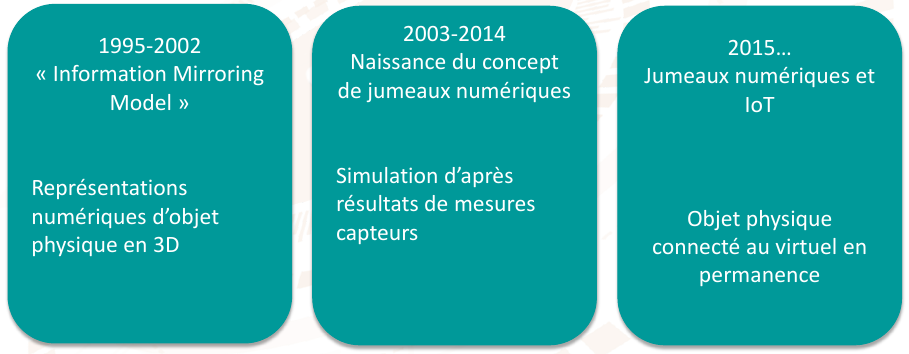 1995-2002
« Information Mirroring
Model »
Représentations
numériques d’objet
physique en 3D
2003-2014
Naissance du concept
de jumeaux numériques
Simulation d’après
résultats de mesures
capteurs
2015…
Jumeaux numériques et
IoT
Objet physique
connecté au virtuel en
permanence